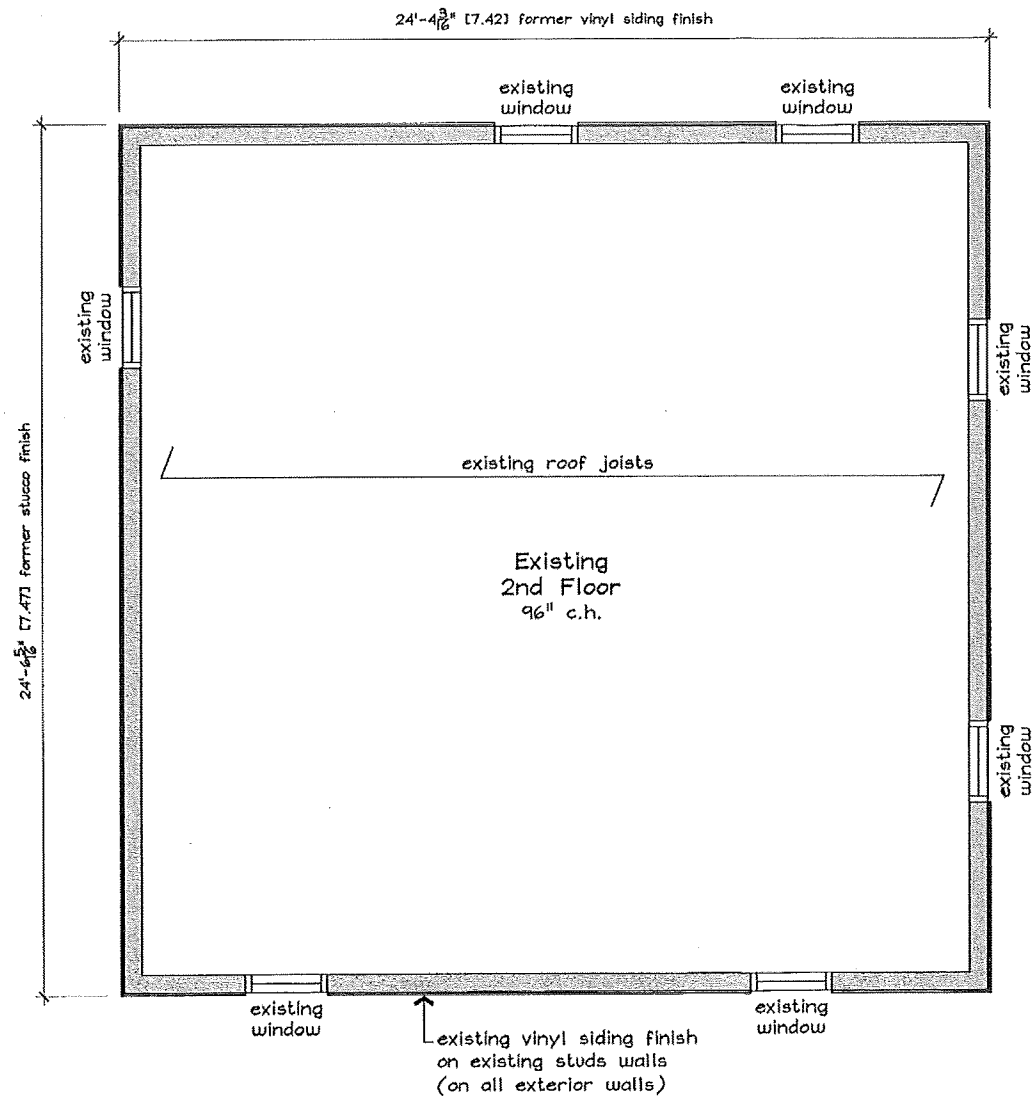 24'-4 3/16" [7.42] former vinyl siding finish
existing
window
existing
window
existing
window
existing
window
24'-6 5/16" [7.47] former stucco finish
existing roof joists
Existing
2nd Floor
96" c.h.
existing
window
existing
window
existing
window
existing vinyl siding finish
on existing studs walls
(on all exterior walls)